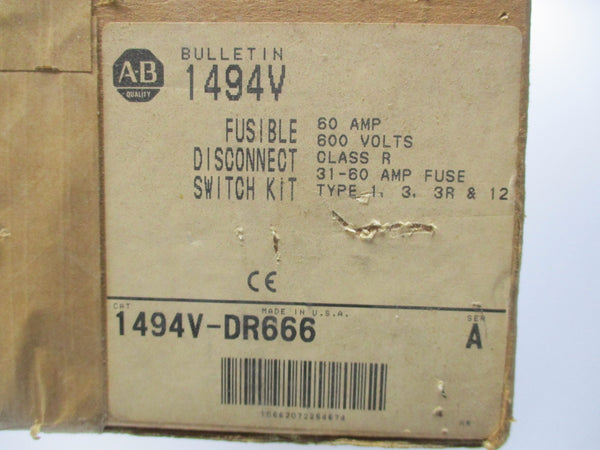 A-B
QUALITY
BULLETIN
1494V
FUSIBLE
DISCONNECT
SWITCH KiT
60 AMP
600 VOLTS
CLASS R
31-60 AMP FUSE
TYPE 1, 3, 3R & 12
CE
CAT
MADE IN U.S.A.
SER
1494V-DR666
A